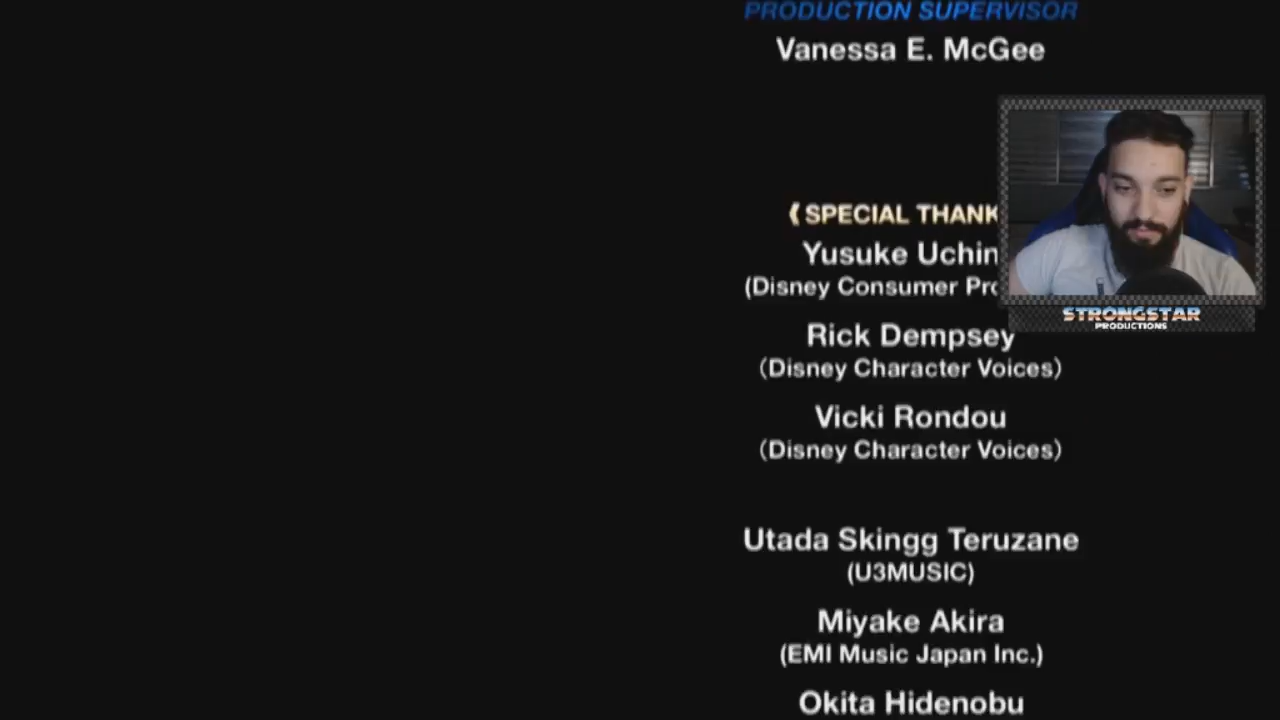 PRODUCTION SUPERVISOR
Vanessa E. McGee
SPECIAL THANK
Yusuke Uchin
(Disney Consumer Pro
Rick Dempsey
(Disney Character Voices)
Vicki Rondou
(Disney Character Voices)
Utada Skingg Teruzane
(U3MUSIC)
Miyake Akira
(EMI Music Japan Inc.)
Okita Hidenobu
STRONGSTAR
PRODUCTIONS